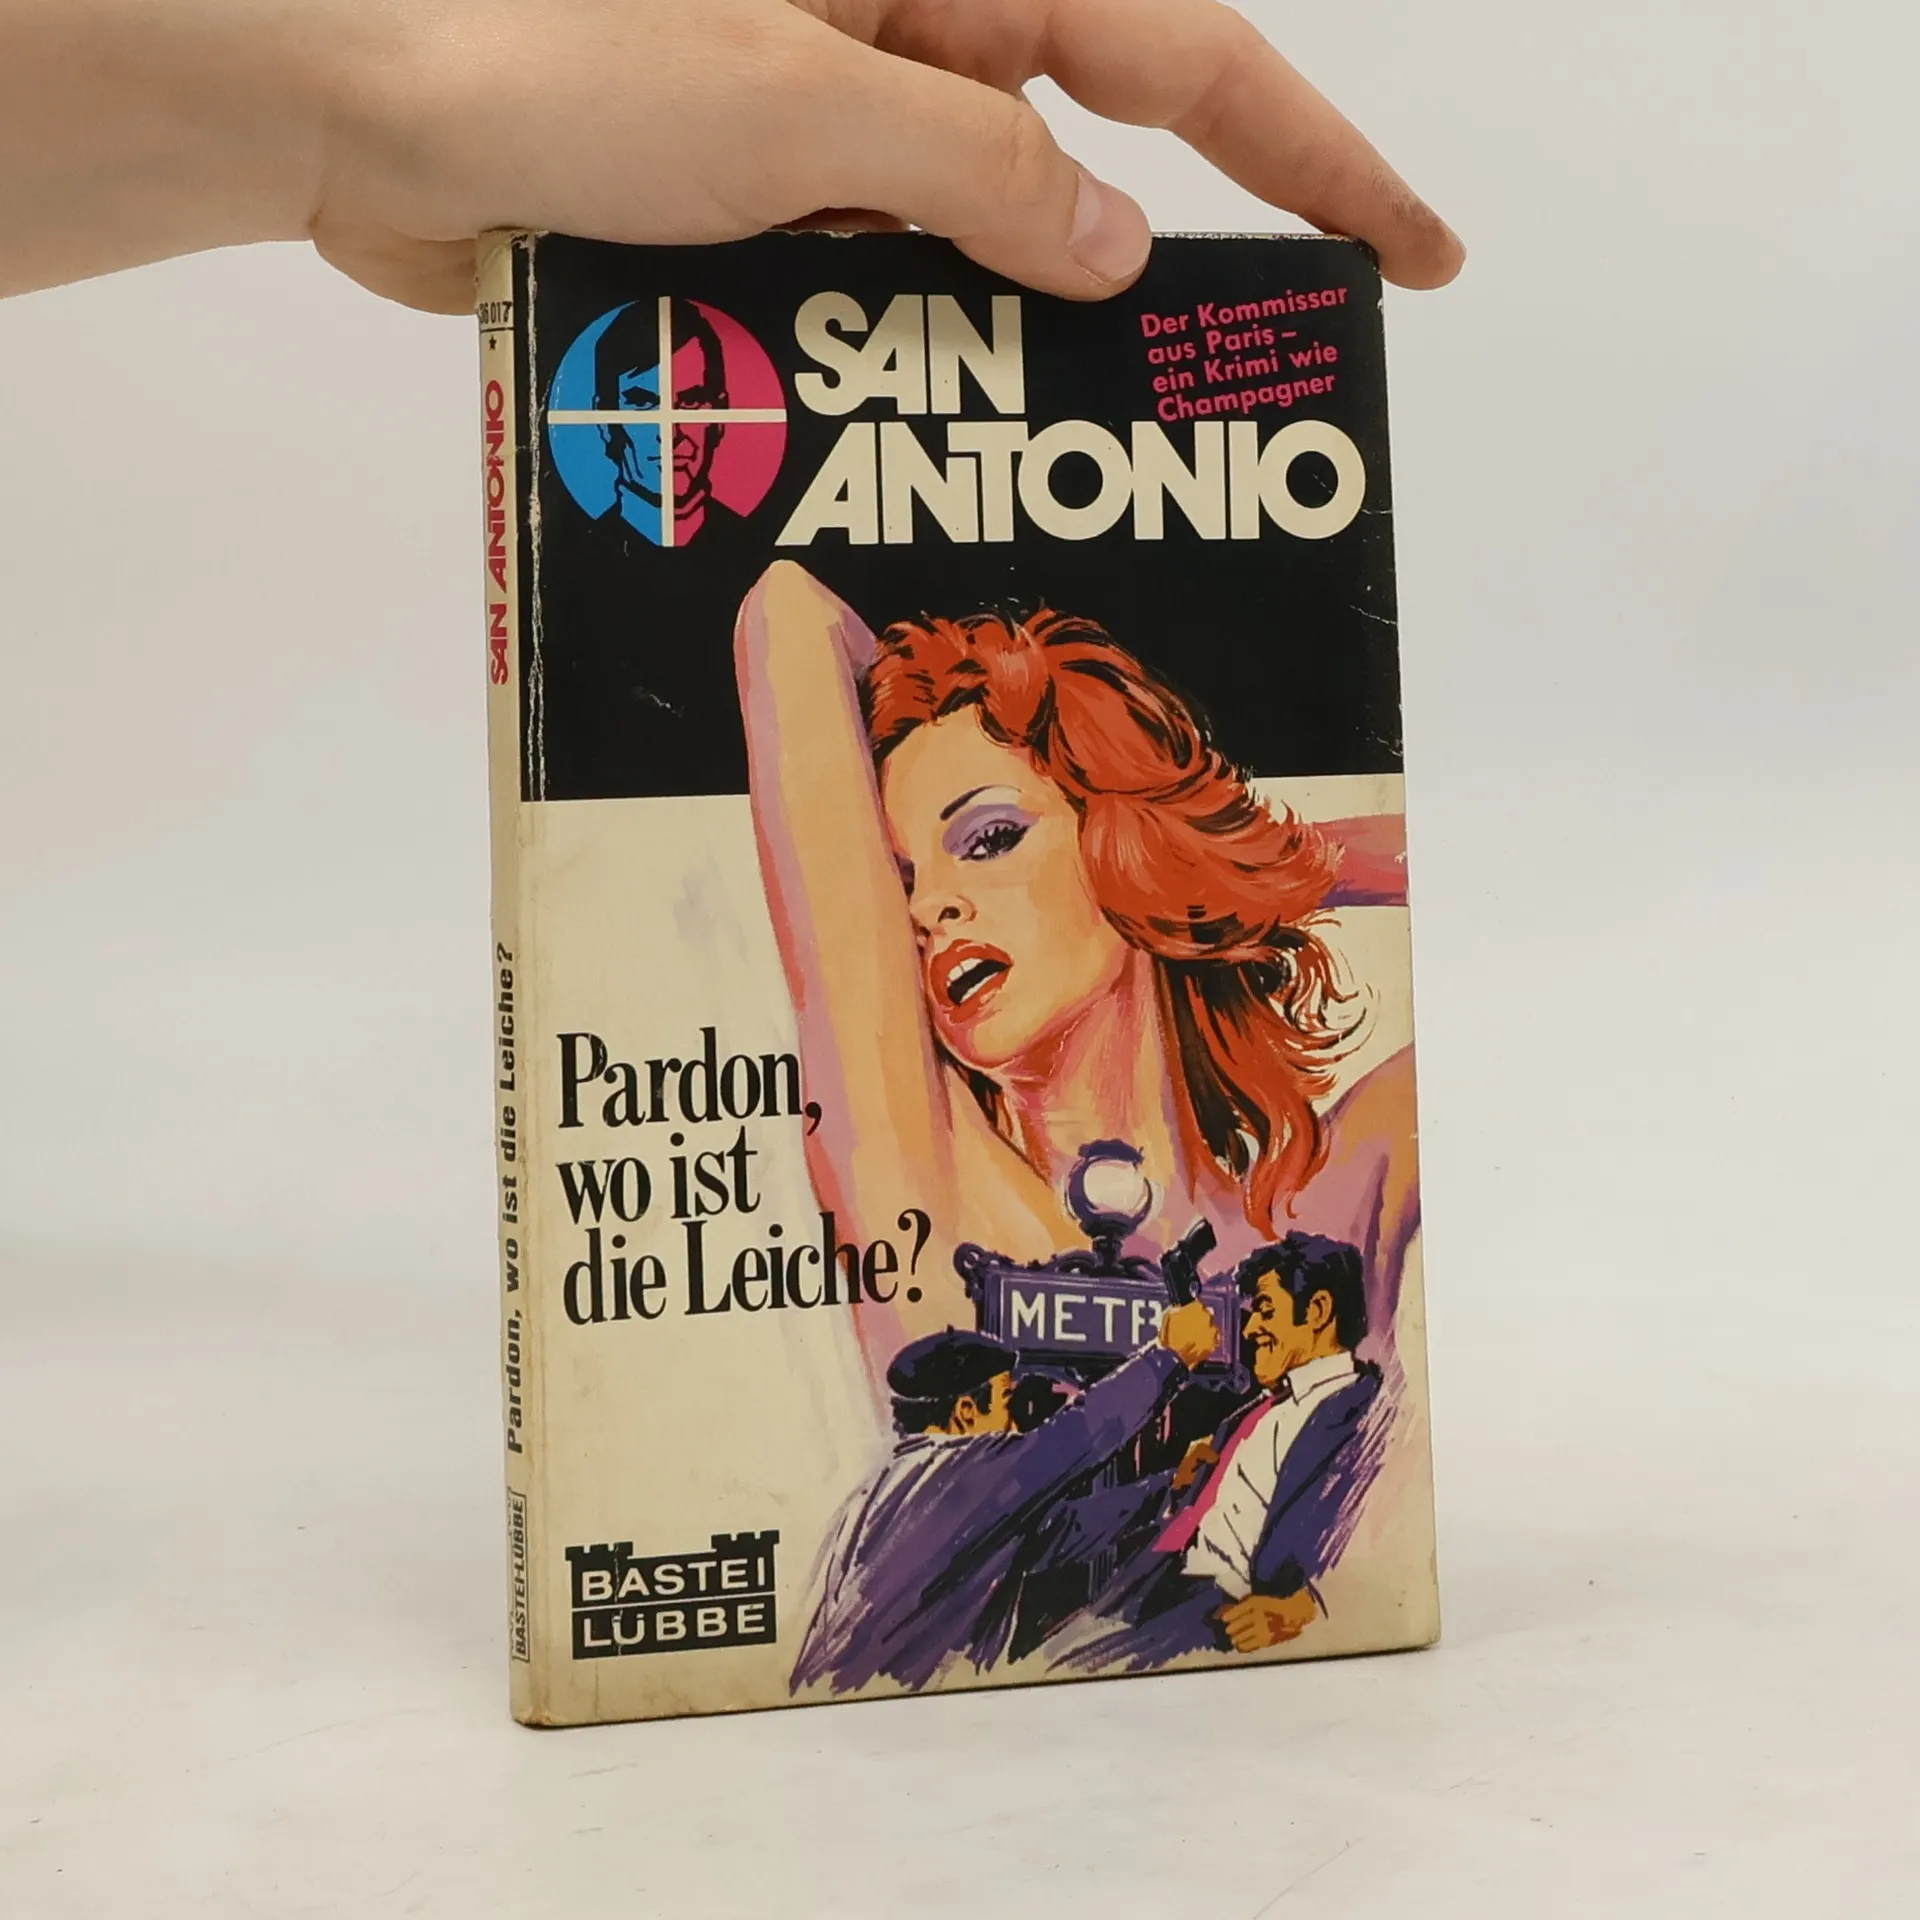 SAN
ANTONIO
Der Kommissar
aus Paris –
ein Krimi wie
Champagner
Pardon,
wo ist
die Leiche?
METR
BASTEI
LÜBBE
SAN ANTONIO
Pardon, wo ist die Leiche?
BASTEI-LÜBBE